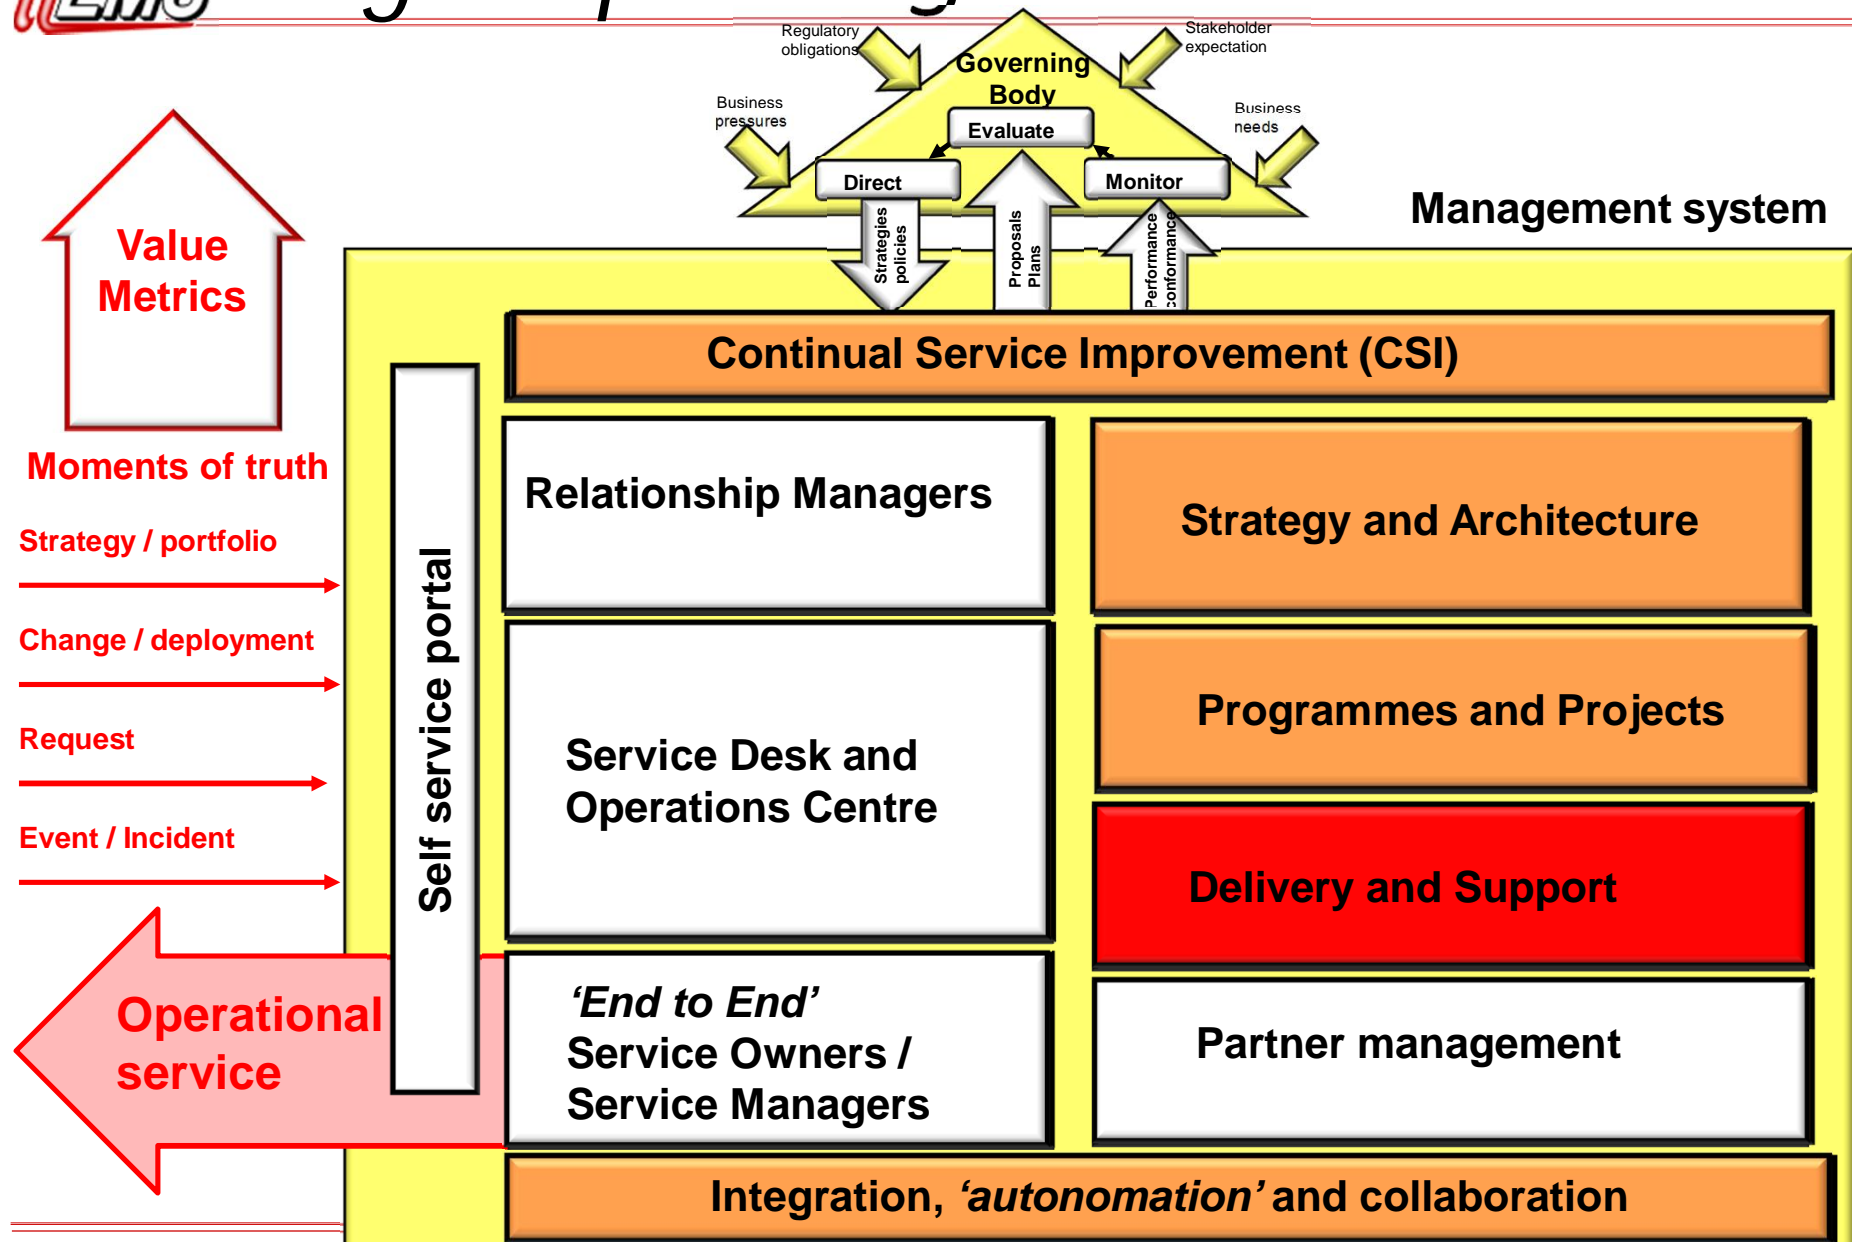 Regulatory
obligations
Stakeholder
expectation
Governing
Body
Business
pressures
Business
needs
Evaluate
Direct
Monitor
Strategies
policies
Proposals
Plans
Performance
conformance
Management system
Value
Metrics
Continual Service Improvement (CSI)
Moments of truth
Strategy / portfolio
Change / deployment
Request
Event / Incident
Self service portal
Relationship Managers
Strategy and Architecture
Service Desk and
Operations Centre
Programmes and Projects
Delivery and Support
Operational
service
‘End to End’
Service Owners /
Service Managers
Partner management
Integration, ‘autonomation’ and collaboration